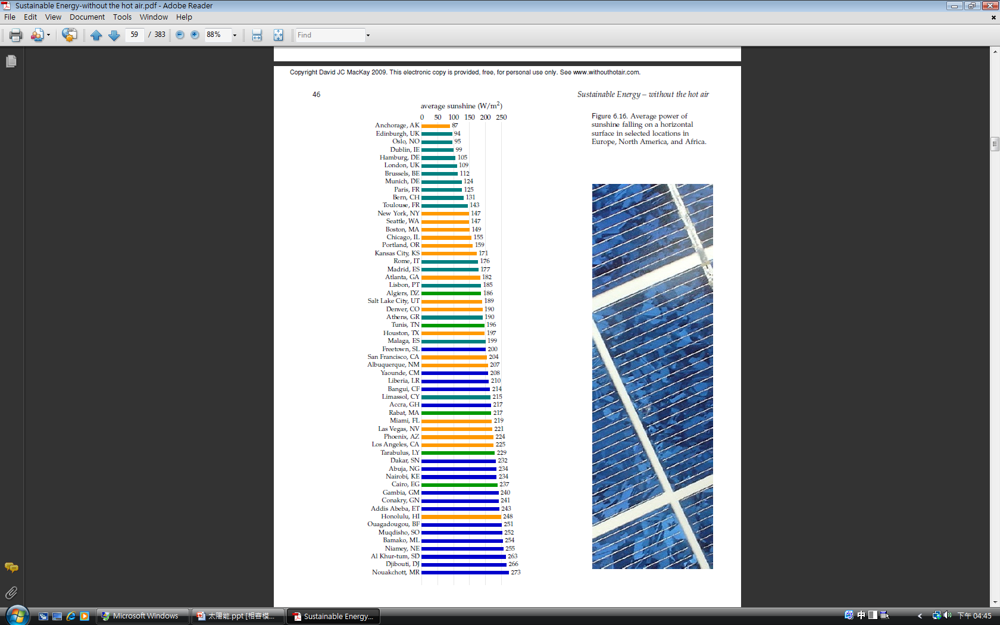 Sustainable Energy-without the hot air.pdf - Adobe Reader
File Edit View Document Tools Window Help
59 / 383 88% Find
Copyright David JC MacKay 2009. This electronic copy is provided, free, for personal use only. See www.withouthotair.com.
46 Sustainable Energy – without the hot air
average sunshine (W/m²)
0 50 100 150 200 250
Anchorage, AK 87
Edinburgh, UK 94
Oslo, NO 95
Dublin, IE 99
Hamburg, DE 105
London, UK 109
Brussels, BE 112
Munich, DE 124
Paris, FR 125
Bern, CH 131
Toulouse, FR 143
New York, NY 147
Seattle, WA 147
Boston, MA 149
Chicago, IL 155
Portland, OR 159
Kansas City, KS 171
Rome, IT 176
Madrid, ES 177
Atlanta, GA 182
Lisbon, PT 185
Algiers, DZ 186
Salt Lake City, UT 189
Denver, CO 190
Athens, GR 190
Tunis, TN 196
Houston, TX 197
Malaga, ES 199
Freetown, SL 200
San Francisco, CA 204
Albuquerque, NM 207
Yaounde, CM 208
Liberia, LR 210
Bangui, CF 214
Limassol, CY 215
Accra, GH 217
Rabat, MA 217
Miami, FL 219
Las Vegas, NV 221
Phoenix, AZ 224
Los Angeles, CA 225
Tarabulus, LY 229
Dakar, SN 232
Abuja, NG 234
Nairobi, KE 234
Cairo, EG 237
Gambia, GM 240
Conakry, GN 241
Addis Abeba, ET 243
Honolulu, HI 248
Ouagadougou, BF 251
Muqdisho, SO 252
Bamako, ML 254
Niamey, NE 255
Al Khur-tum, SD 263
Djibouti, DJ 266
Nouakchott, MR 273
Figure 6.16. Average power of
sunshine falling on a horizontal
surface in selected locations in
Europe, North America, and Africa.
Microsoft Windows 太陽能.ppt [相容模... Sustainable Energy... 中 下午 04:45